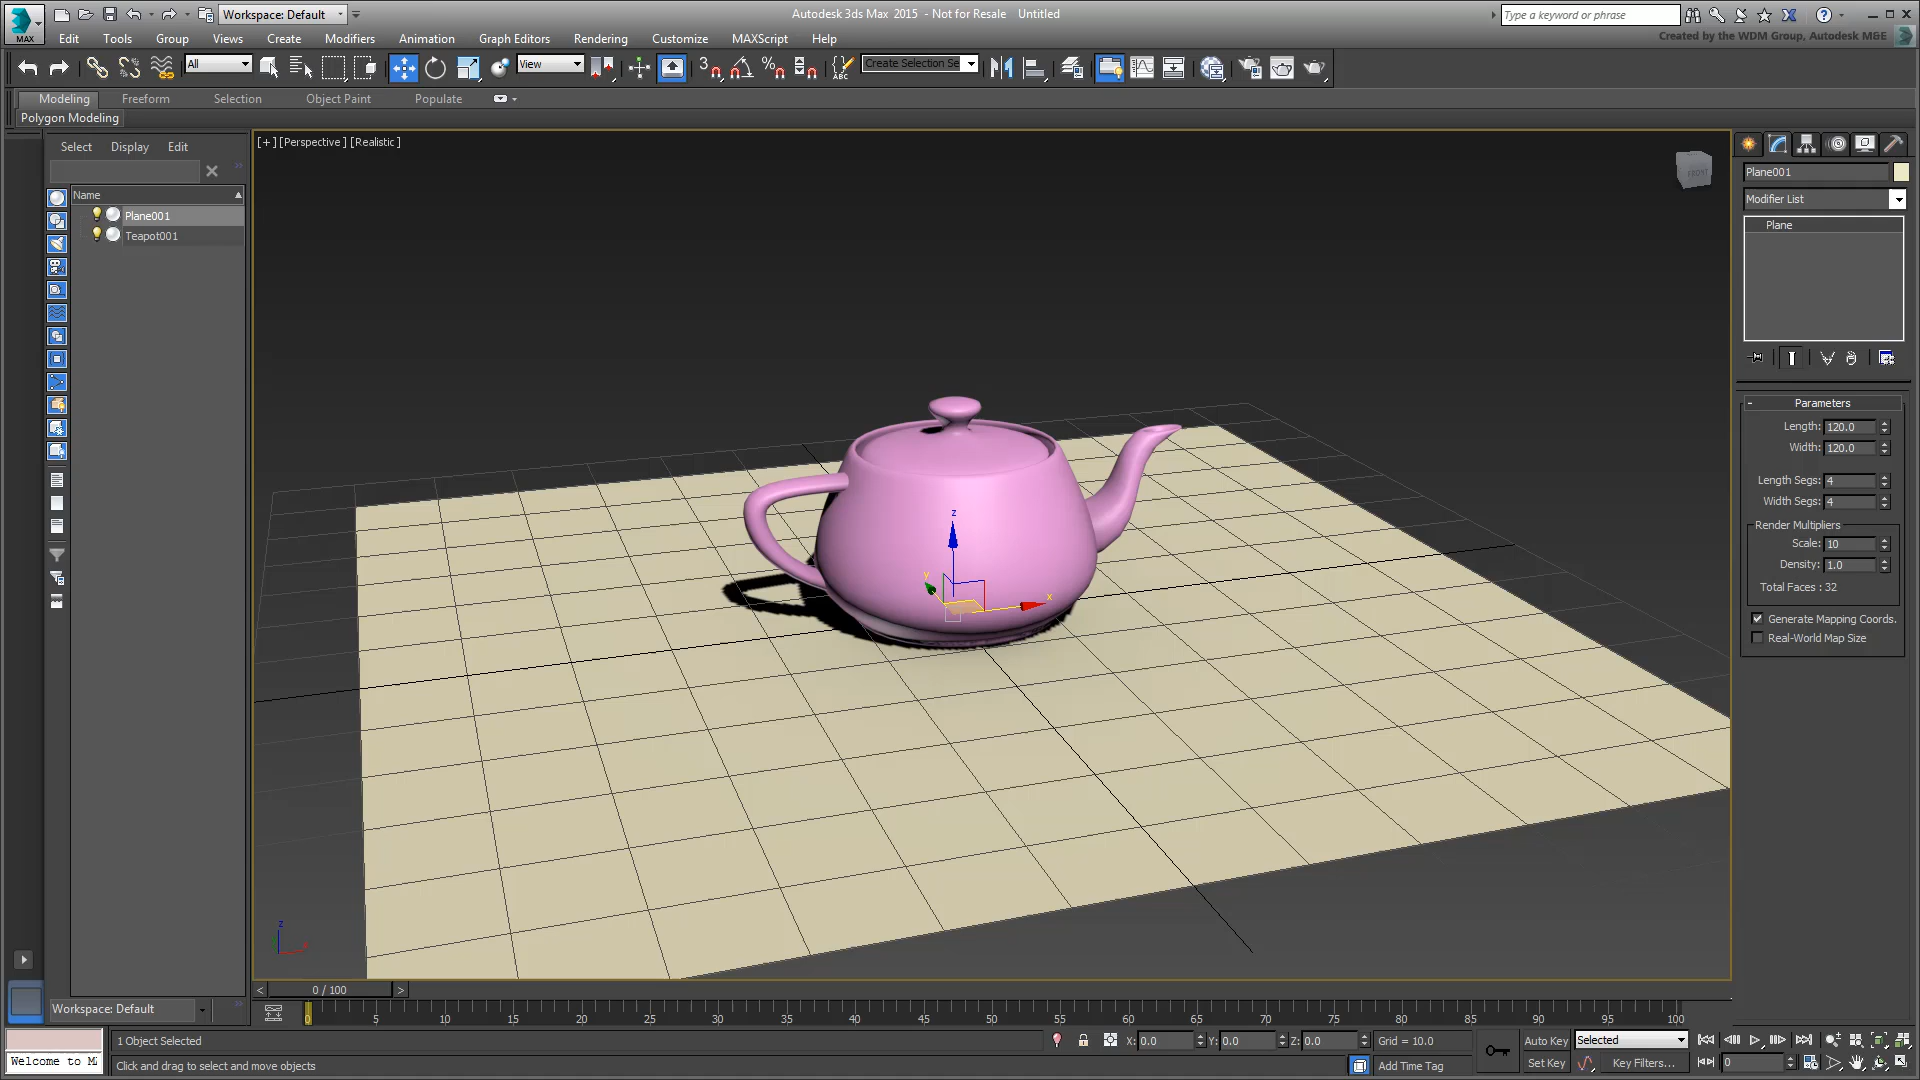 Workspace: Default
Autodesk 3ds Max 2015 - Not for Resale Untitled
Type a keyword or phrase
MAX
Edit Tools Group Views Create Modifiers Animation Graph Editors Rendering Customize MAXScript Help
Created by the WDM Group, Autodesk M&E
All
View
3
%
ABC
Create Selection Se
Modeling Freeform Selection Object Paint Populate
Polygon Modeling
Select Display Edit
Name
Plane001
Teapot001
[+] [Perspective ] [Realistic ]
FRONT
z
y
x
z
Plane001
Modifier List
Plane
- Parameters
Length: 120.0
Width: 120.0
Length Segs: 4
Width Segs: 4
Render Multipliers
Scale: 10
Density: 1.0
Total Faces : 32
Generate Mapping Coords.
Real-World Map Size
< 0 / 100 >
Workspace: Default
0 5 10 15 20 25 30 35 40 45 50 55 60 65 70 75 80 85 90 95 100
1 Object Selected
X: 0.0 Y: 0.0 Z: 0.0 Grid = 10.0
Auto Key Selected
Welcome to M
Click and drag to select and move objects
Add Time Tag
Set Key Key Filters... 0